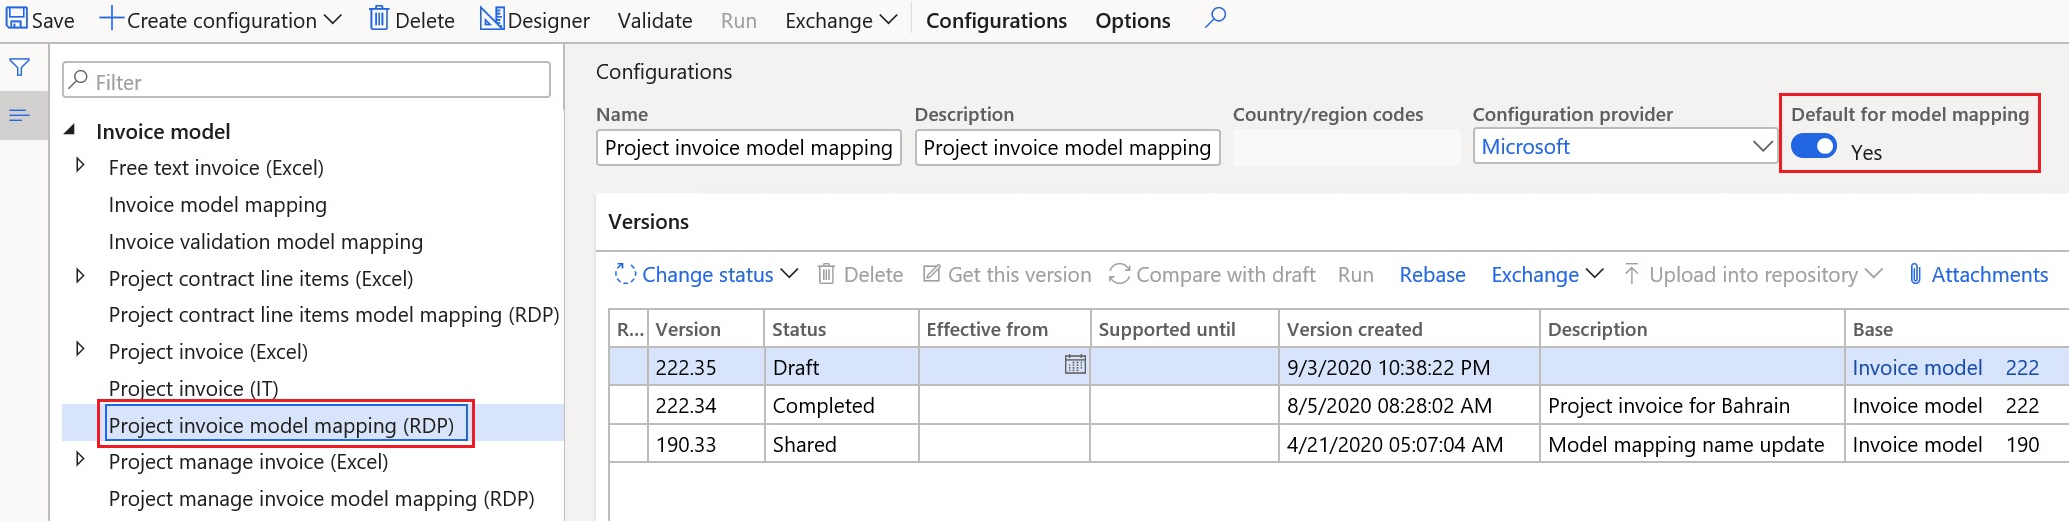 Save Create configuration Delete Designer Validate Run Exchange Configurations Options
Filter
Invoice model
Free text invoice (Excel)
Invoice model mapping
Invoice validation model mapping
Project contract line items (Excel)
Project contract line items model mapping (RDP)
Project invoice (Excel)
Project invoice (IT)
Project invoice model mapping (RDP)
Project manage invoice (Excel)
Project manage invoice model mapping (RDP)
Configurations
Name Description Country/region codes Configuration provider Default for model mapping
Project invoice model mapping Project invoice model mapping Microsoft Yes
Versions
Change status Delete Get this version Compare with draft Run Rebase Exchange Upload into repository Attachments
R... Version Status Effective from Supported until Version created Description Base
222.35 Draft 9/3/2020 10:38:22 PM Invoice model 222
222.34 Completed 8/5/2020 08:28:02 AM Project invoice for Bahrain Invoice model 222
190.33 Shared 4/21/2020 05:07:04 AM Model mapping name update Invoice model 190